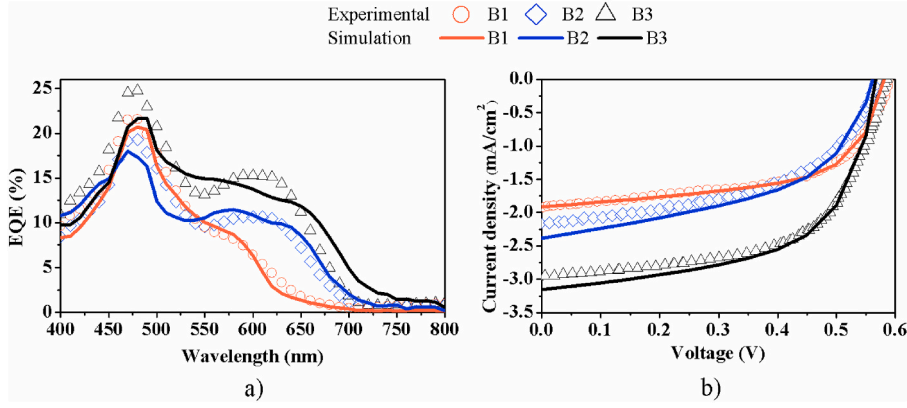 Experimental B1 B2 B3
Simulation B1 B2 B3
25
20
15
10
5
0
EQE (%)
400 450 500 550 600 650 700 750 800
Wavelength (nm)
a)
0.0
-0.5
-1.0
-1.5
-2.0
-2.5
-3.0
-3.5
Current density (mA/cm²)
0.0 0.1 0.2 0.3 0.4 0.5 0.6
Voltage (V)
b)